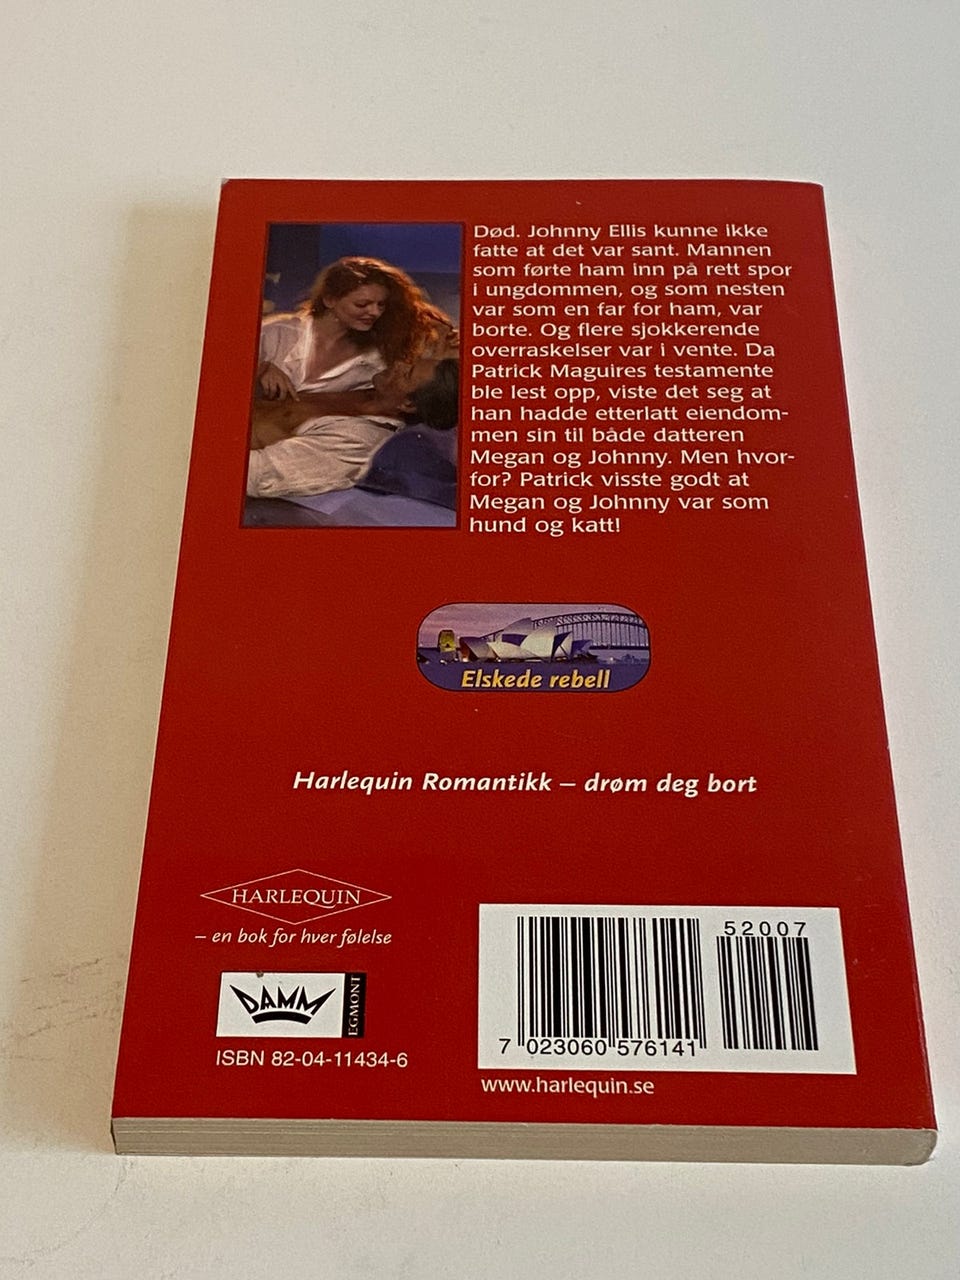 Død. Johnny Ellis kunne ikke
fatte at det var sant. Mannen
som førte ham inn på rett spor
i ungdommen, og som nesten
var som en far for ham, var
borte. Og flere sjokkerende
overraskelser var i vente. Da
Patrick Maguires testamente
ble lest opp, viste det seg at
han hadde etterlatt eiendom-
men sin til både datteren
Megan og Johnny. Men hvor-
for? Patrick visste godt at
Megan og Johnny var som
hund og katt!
Elskede rebell
Harlequin Romantikk – drøm deg bort
HARLEQUIN
– en bok for hver følelse
DAMM
EGMONT
ISBN 82-04-11434-6
52007
7 023060 576141
www.harlequin.se